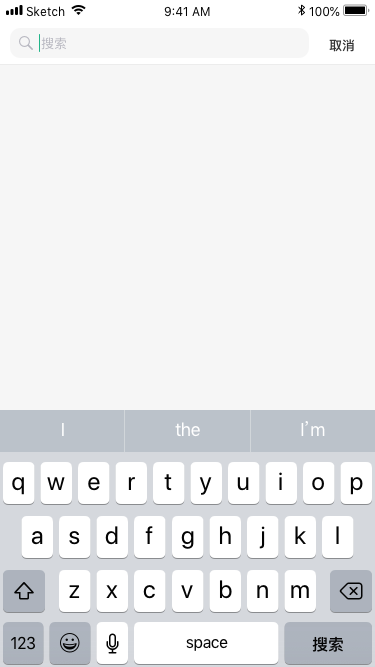 Sketch 9:41 AM 100%
搜索 取消
I the I'm
q w e r t y u i o p
a s d f g h j k l
z x c v b n m
123 space 搜索